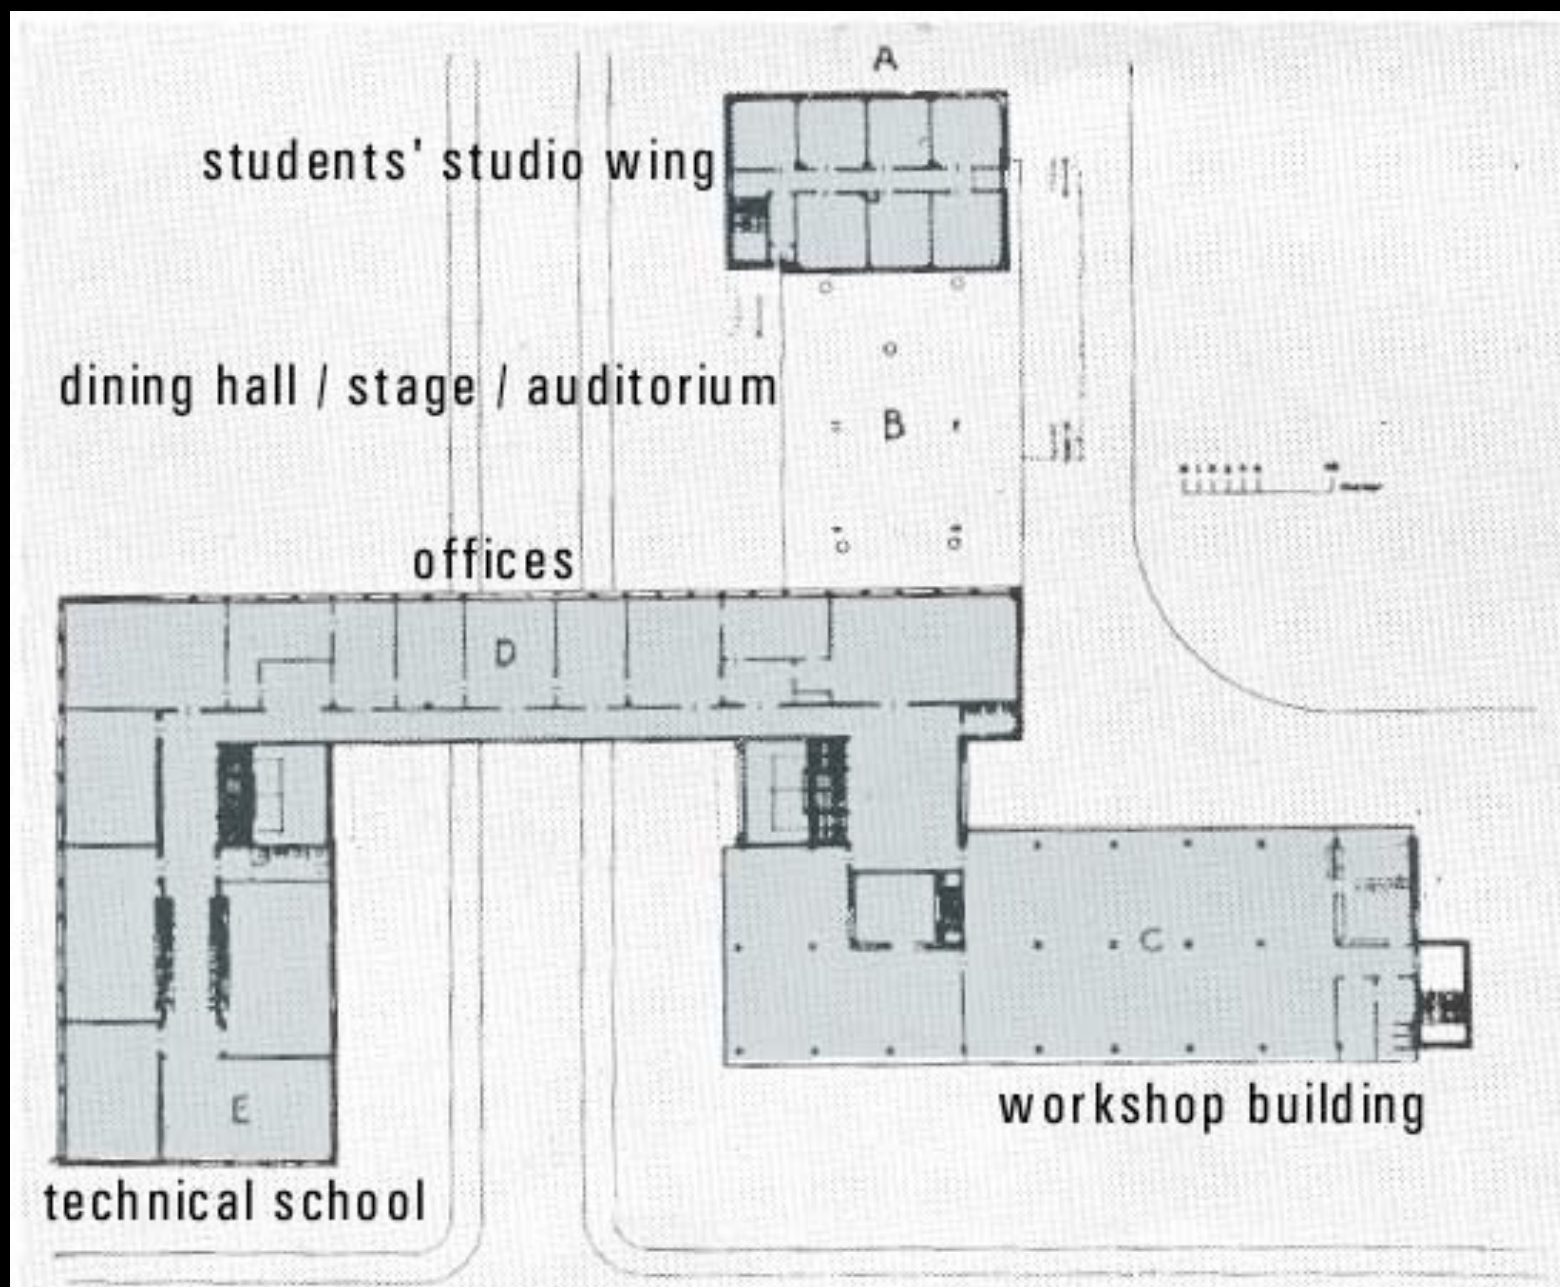 A
students' studio wing
dining hall / stage / auditorium
B
offices
D
C
workshop building
E
technical school